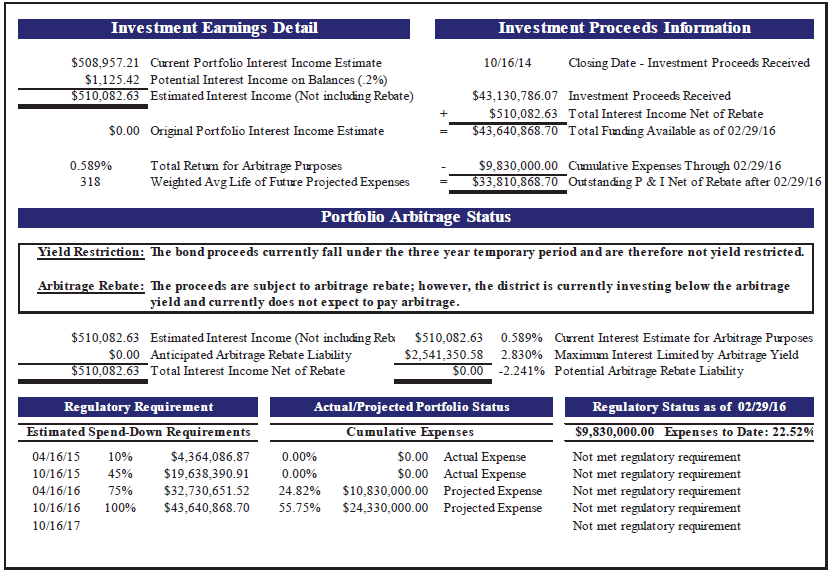 Investment Earnings Detail
$508,957.21 Current Portfolio Interest Income Estimate
$1,125.42 Potential Interest Income on Balances (.2%)
$510,082.63 Estimated Interest Income (Not including Rebate)
$0.00 Original Portfolio Interest Income Estimate
0.589% Total Return for Arbitrage Purposes
318 Weighted Avg Life of Future Projected Expenses
Investment Proceeds Information
10/16/14 Closing Date - Investment Proceeds Received
$43,130,786.07 Investment Proceeds Received
+ $510,082.63 Total Interest Income Net of Rebate
= $43,640,868.70 Total Funding Available as of 02/29/16
- $9,830,000.00 Cumulative Expenses Through 02/29/16
= $33,810,868.70 Outstanding P & I Net of Rebate after 02/29/16
Portfolio Arbitrage Status
Yield Restriction: The bond proceeds currently fall under the three year temporary period and are therefore not yield restricted.
Arbitrage Rebate: The proceeds are subject to arbitrage rebate; however, the district is currently investing below the arbitrage
yield and currently does not expect to pay arbitrage.
$510,082.63 Estimated Interest Income (Not including Reb $510,082.63 0.589% Current Interest Estimate for Arbitrage Purposes
$0.00 Anticipated Arbitrage Rebate Liability $2,541,350.58 2.830% Maximum Interest Limited by Arbitrage Yield
$510,082.63 Total Interest Income Net of Rebate $0.00 -2.241% Potential Arbitrage Rebate Liability
Regulatory Requirement Actual/Projected Portfolio Status Regulatory Status as of 02/29/16
Estimated Spend-Down Requirements Cumulative Expenses $9,830,000.00 Expenses to Date: 22.52%
04/16/15 10% $4,364,086.87 0.00% $0.00 Actual Expense Not met regulatory requirement
10/16/15 45% $19,638,390.91 0.00% $0.00 Actual Expense Not met regulatory requirement
04/16/16 75% $32,730,651.52 24.82% $10,830,000.00 Projected Expense Not met regulatory requirement
10/16/16 100% $43,640,868.70 55.75% $24,330,000.00 Projected Expense Not met regulatory requirement
10/16/17 Not met regulatory requirement